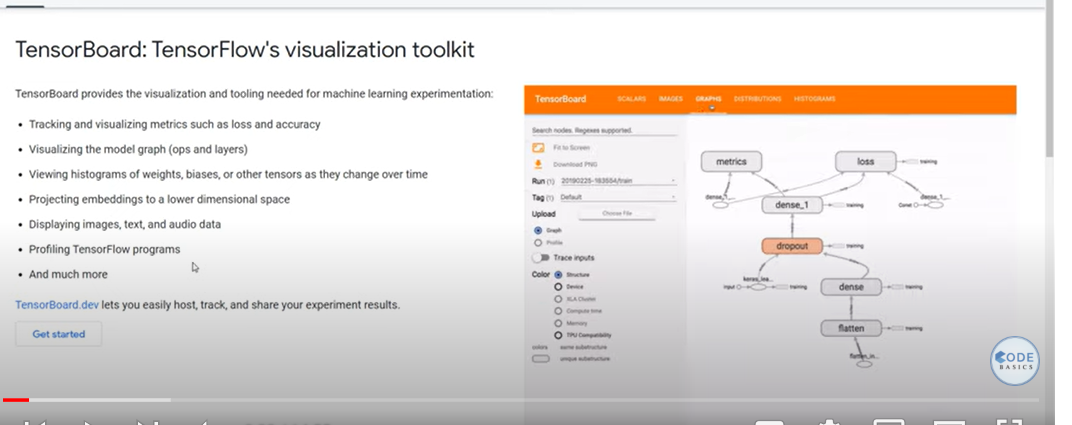 TensorBoard: TensorFlow's visualization toolkit
TensorBoard provides the visualization and tooling needed for machine learning experimentation:
• Tracking and visualizing metrics such as loss and accuracy
• Visualizing the model graph (ops and layers)
• Viewing histograms of weights, biases, or other tensors as they change over time
• Projecting embeddings to a lower dimensional space
• Displaying images, text, and audio data
• Profiling TensorFlow programs
• And much more
TensorBoard.dev lets you easily host, track, and share your experiment results.
Get started
TensorBoard SCALARS IMAGES GRAPHS DISTRIBUTIONS HISTOGRAMS
Search nodes. Regexes supported.
Fit to Screen
Download PNG
Run (1) 20190225-183554/train
Tag (1) Default
Upload Choose File
Graph
Profile
Trace inputs
Color Structure
Device
XLA Cluster
Compute time
Memory
TPU Compatibility
colors same substructure
unique substructure
metrics
loss
training
dense_1
training
dropout
training
input
training
dense
training
flatten
training
CODE
BASICS